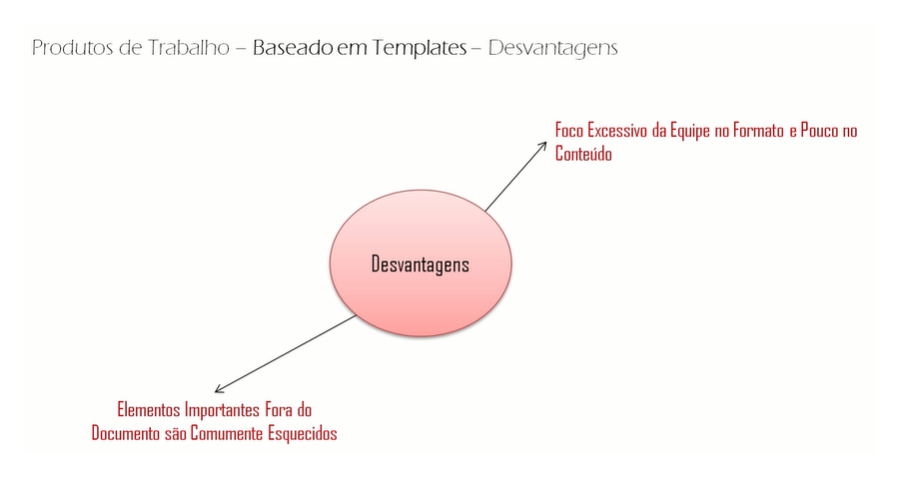 Produtos de Trabalho – Baseado em Templates – Desvantagens
Foco Excessivo da Equipe no Formato e Pouco no
Conteúdo
Desvantagens
Elementos Importantes Fora do
Documento são Comumente Esquecidos